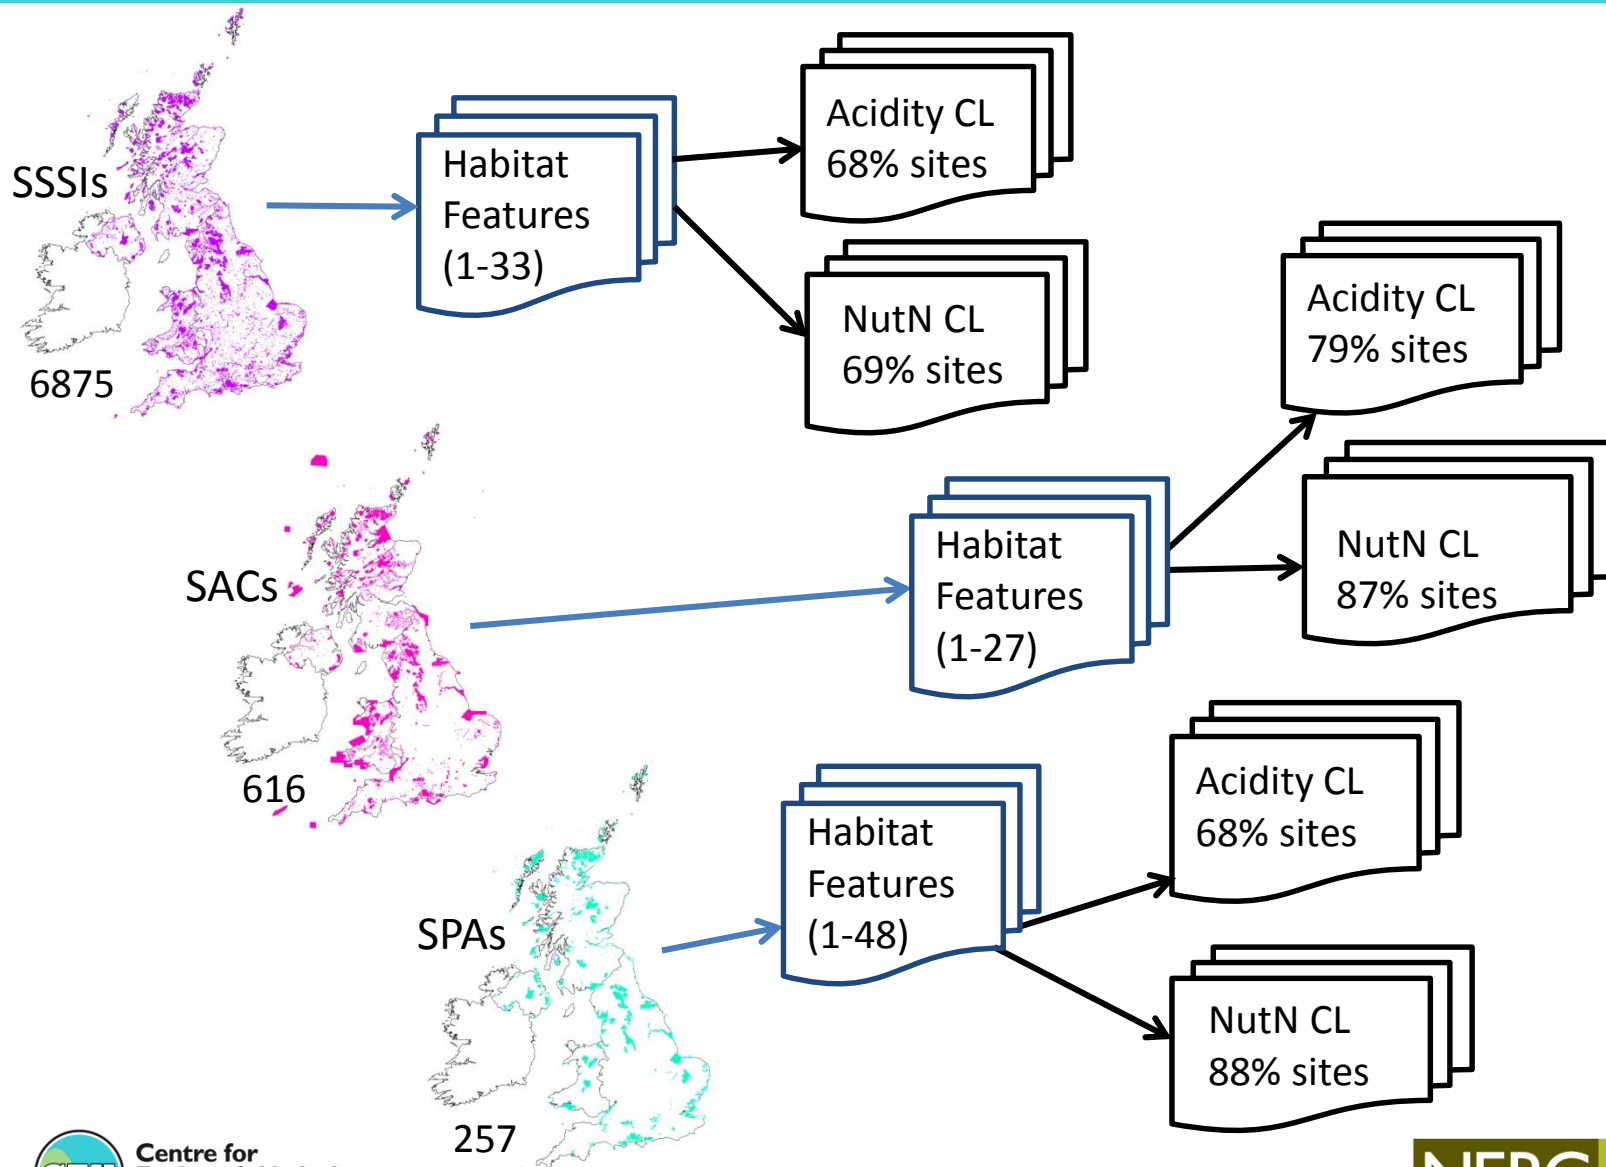 SSSIs
6875
Habitat
Features
(1-33)
Acidity CL
68% sites
NutN CL
69% sites
SACs
616
Habitat
Features
(1-27)
Acidity CL
79% sites
NutN CL
87% sites
SPAs
257
Habitat
Features
(1-48)
Acidity CL
68% sites
NutN CL
88% sites
Centre for